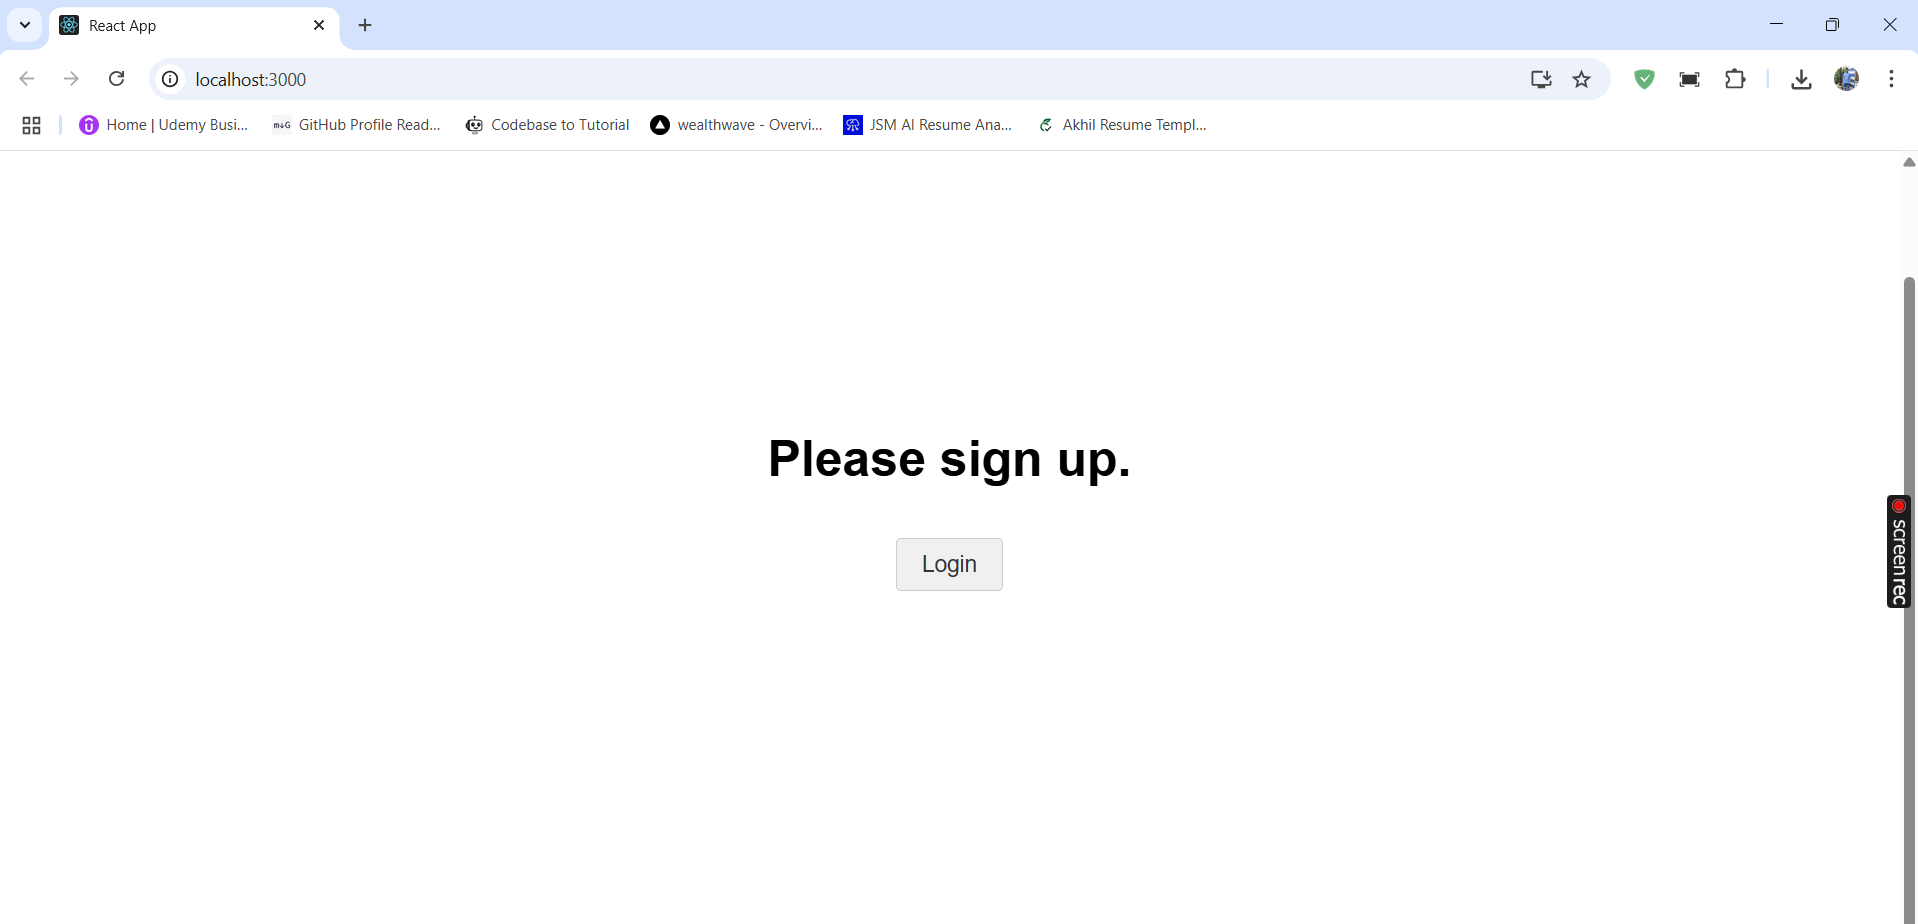 React App
localhost:3000
Home | Udemy Busi...
m↓G GitHub Profile Read...
Codebase to Tutorial
wealthwave - Overvi...
JSM AI Resume Ana...
Akhil Resume Templ...
Please sign up.
Login
screenrec